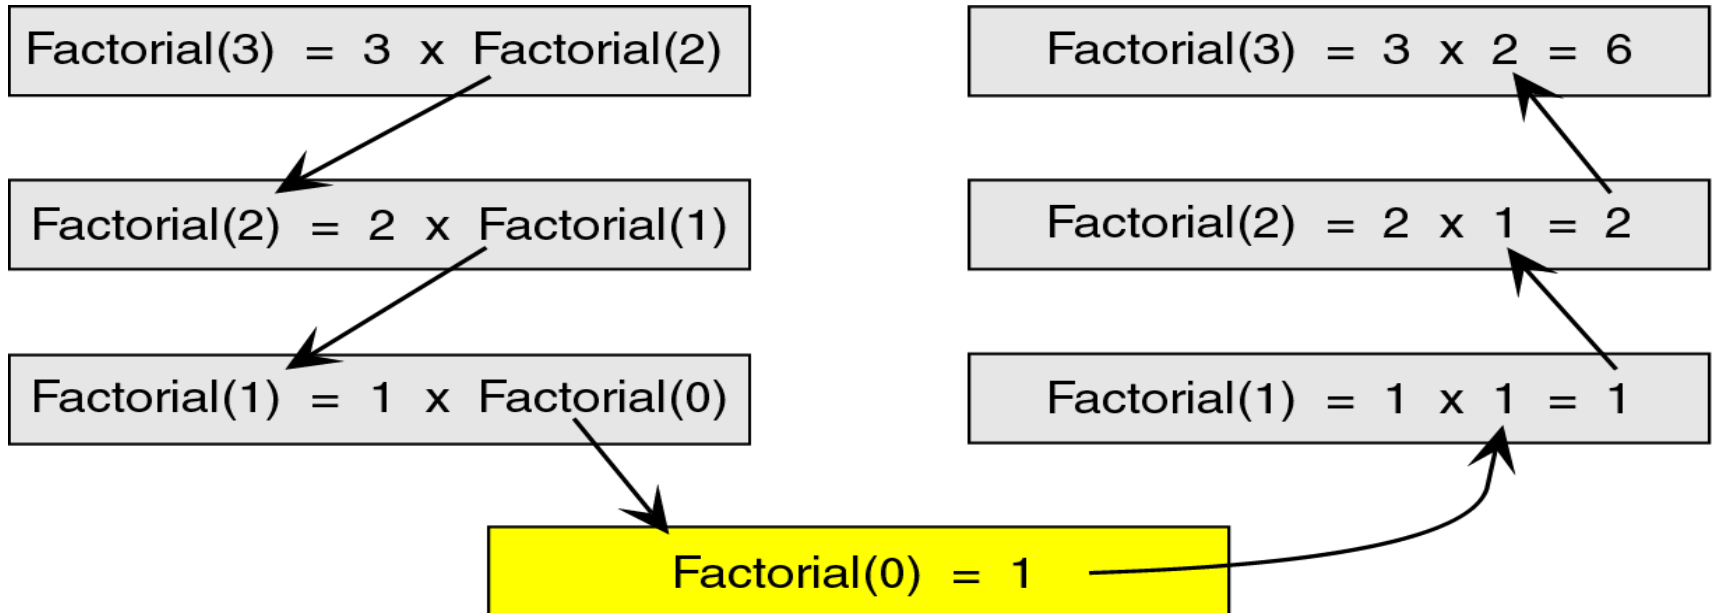 Factorial(3) = 3 x Factorial(2)
Factorial(2) = 2 x Factorial(1)
Factorial(1) = 1 x Factorial(0)
Factorial(0) = 1
Factorial(1) = 1 x 1 = 1
Factorial(2) = 2 x 1 = 2
Factorial(3) = 3 x 2 = 6